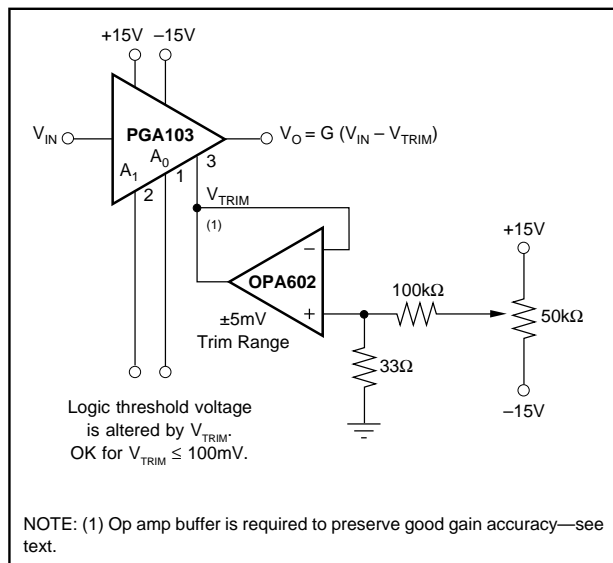 +15V –15V
PGA103
V_IN
V_O = G (V_IN – V_TRIM)
A_1
A_0
3
2
1
V_TRIM
(1)
–
OPA602
+
±5mV
Trim Range
100kΩ
33Ω
+15V
50kΩ
–15V
Logic threshold voltage
is altered by V_TRIM.
OK for V_TRIM ≤ 100mV.
NOTE: (1) Op amp buffer is required to preserve good gain accuracy—see
text.